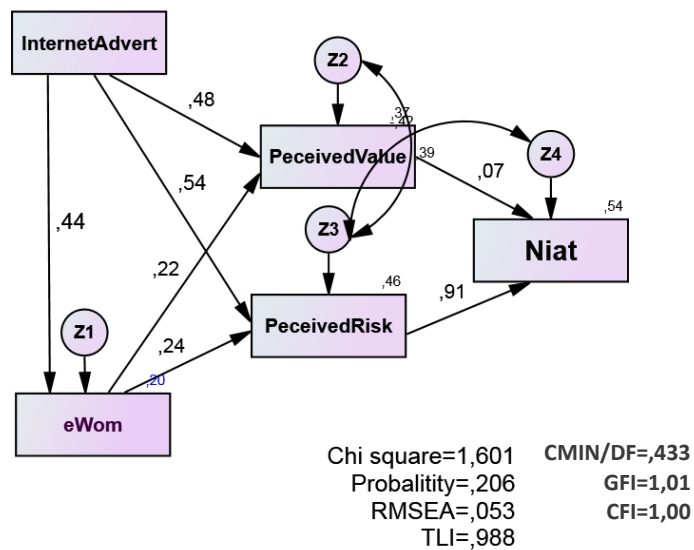 InternetAdvert
Z2
,48
,37
-,42
PeceivedValue
,39
Z4
,54
,07
,54
,44
Z3
Niat
,22
,46
,91
Z1
PeceivedRisk
,24
,20
eWom
Chi square=1,601
CMIN/DF=,433
Probalitity=,206
GFI=1,01
RMSEA=,053
CFI=1,00
TLI=,988